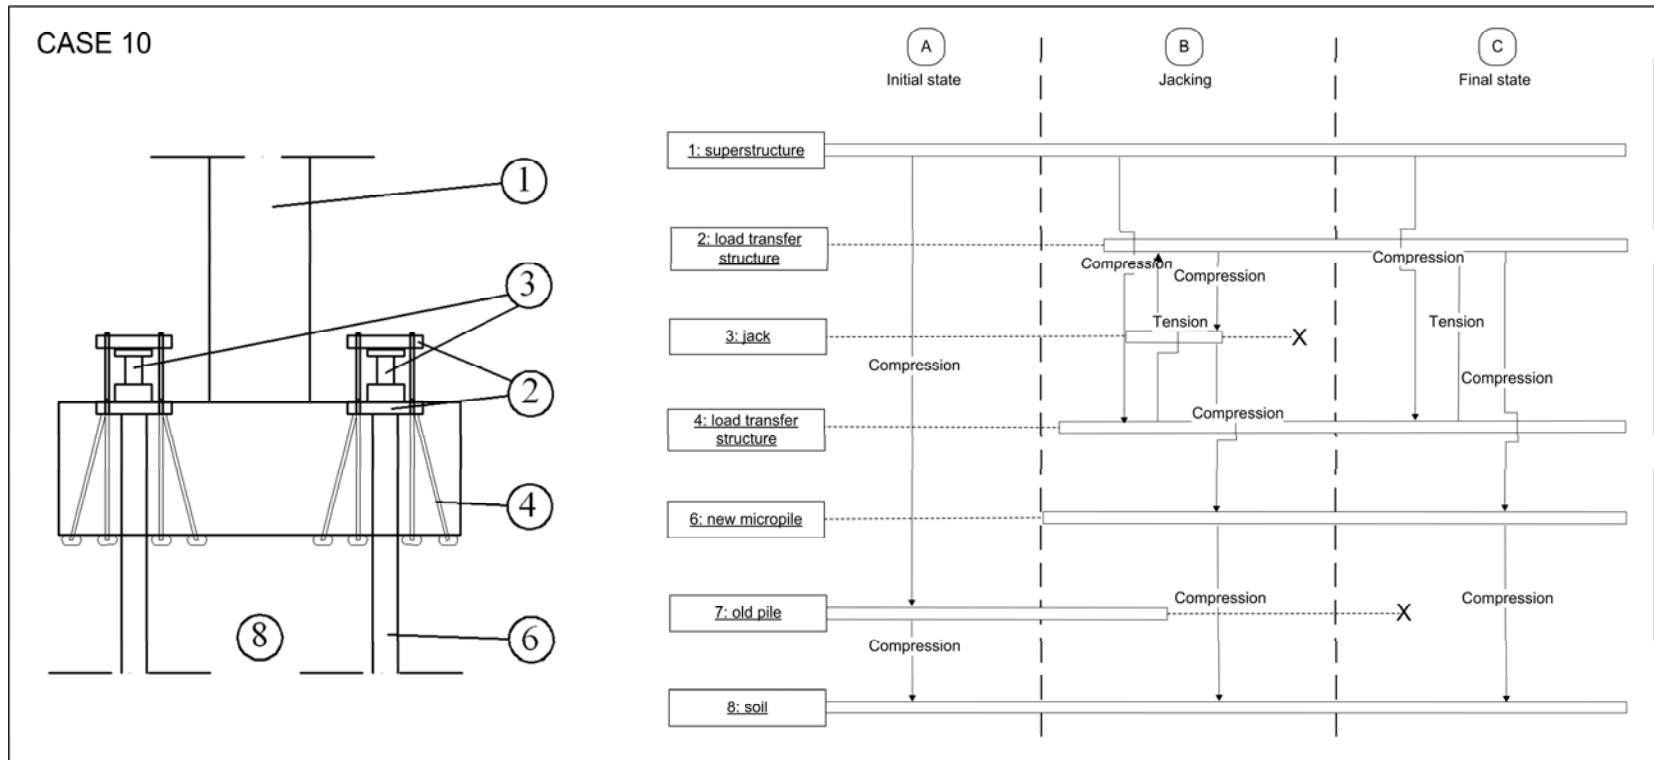 CASE 10
1
3
2
4
8
6
A
B
C
Initial state
Jacking
Final state
1: superstructure
2: load transfer
structure
Compression
Compression
Compression
3: jack
Tension
Tension
Compression
Compression
4: load transfer
structure
Compression
6: new micropile
7: old pile
X
X
Compression
Compression
Compression
8: soil